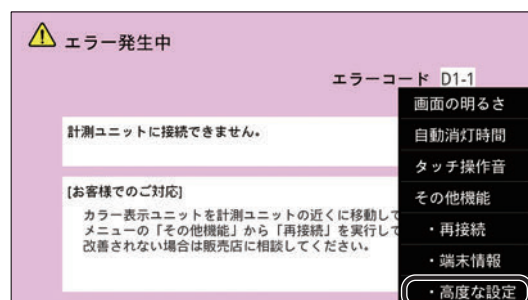 エラー発生中
エラーコード D1-1
計測ユニットに接続できません。
[お客様でのご対応]
カラー表示ユニットを計測ユニットの近くに移動して
メニューの「その他機能」から「再接続」を実行して
改善されない場合は販売店に相談してください。
画面の明るさ
自動消灯時間
タッチ操作音
その他機能
・再接続
・端末情報
・高度な設定